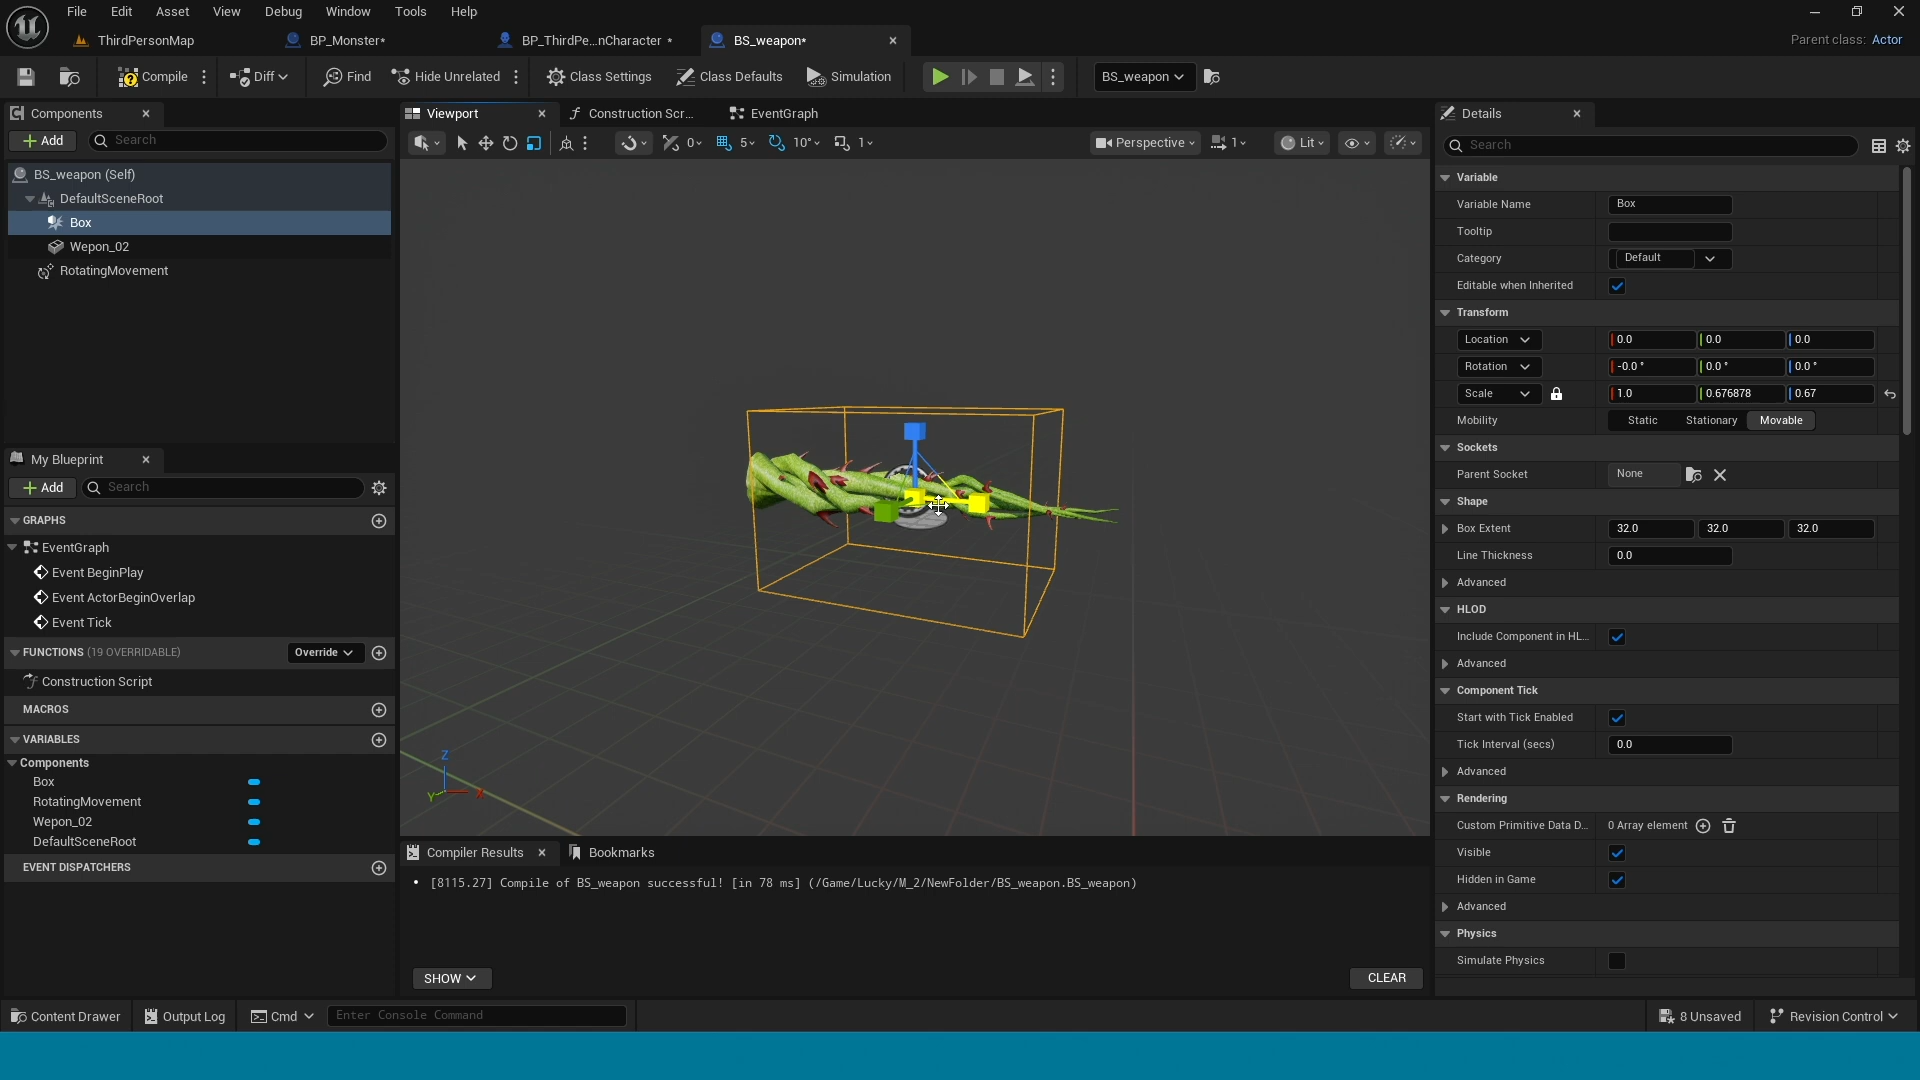 File Edit Asset View Debug Window Tools Help
ThirdPersonMap BP_Monster* BP_ThirdPe...nCharacter * BS_weapon* Parent class: Actor
Compile Diff Find Hide Unrelated Class Settings Class Defaults Simulation BS_weapon
Components Viewport Construction Scr... EventGraph Details
Add Search 0 5 10° 1 Perspective 1 Lit Search
BS_weapon (Self)
DefaultSceneRoot
Box
Wepon_02
RotatingMovement
My Blueprint
Add Search
GRAPHS
EventGraph
Event BeginPlay
Event ActorBeginOverlap
Event Tick
FUNCTIONS (19 OVERRIDABLE) Override
Construction Script
MACROS
VARIABLES
Components
Box
RotatingMovement
Wepon_02
DefaultSceneRoot
EVENT DISPATCHERS
Z
Y X
Compiler Results Bookmarks
• [8115.27] Compile of BS_weapon successful! [in 78 ms] (/Game/Lucky/M_2/NewFolder/BS_weapon.BS_weapon)
SHOW CLEAR
Variable
Variable Name Box
Tooltip
Category Default
Editable when Inherited
Transform
Location 0.0 0.0 0.0
Rotation -0.0 ° 0.0 ° 0.0 °
Scale 1.0 0.676878 0.67
Mobility Static Stationary Movable
Sockets
Parent Socket None
Shape
Box Extent 32.0 32.0 32.0
Line Thickness 0.0
Advanced
HLOD
Include Component in HL...
Advanced
Component Tick
Start with Tick Enabled
Tick Interval (secs) 0.0
Advanced
Rendering
Custom Primitive Data D... 0 Array element
Visible
Hidden in Game
Advanced
Physics
Simulate Physics
Content Drawer Output Log Cmd Enter Console Command 8 Unsaved Revision Control